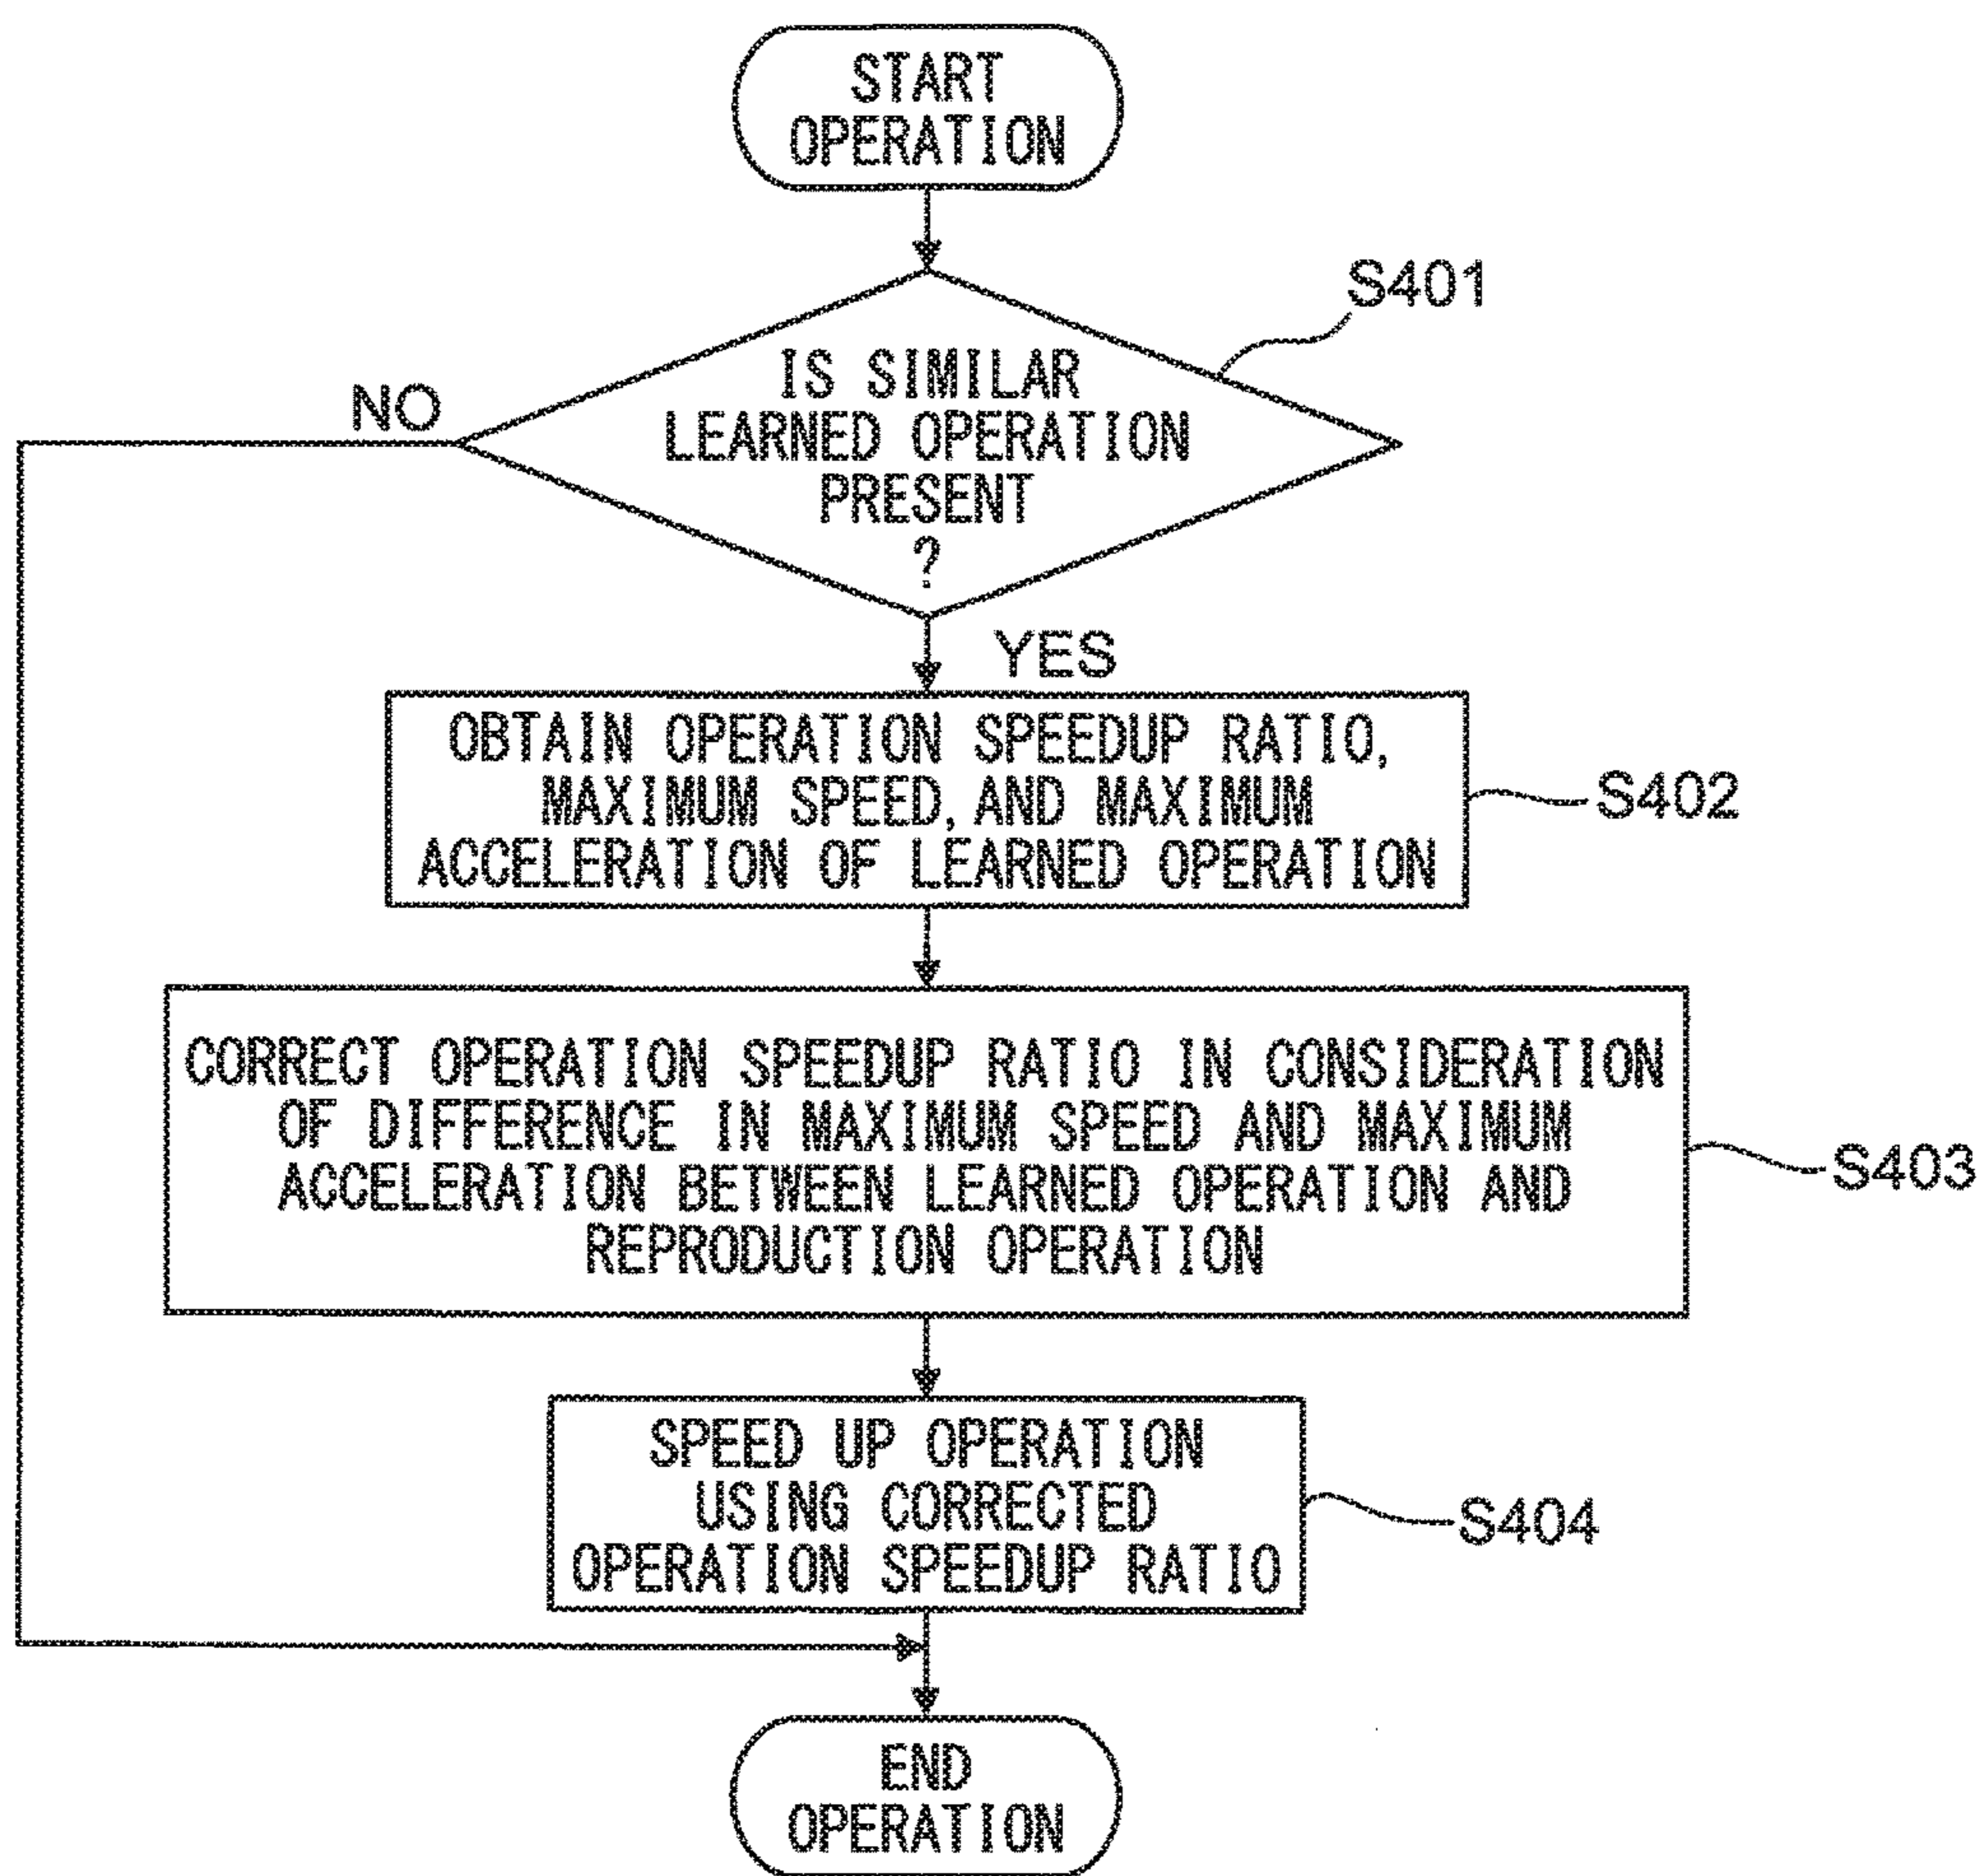 START
OPERATION
S401
IS SIMILAR
LEARNED OPERATION
PRESENT
?
NO
YES
OBTAIN OPERATION SPEEDUP RATIO,
MAXIMUM SPEED, AND MAXIMUM
ACCELERATION OF LEARNED OPERATION
S402
CORRECT OPERATION SPEEDUP RATIO IN CONSIDERATION
OF DIFFERENCE IN MAXIMUM SPEED AND MAXIMUM
ACCELERATION BETWEEN LEARNED OPERATION AND
REPRODUCTION OPERATION
S403
SPEED UP OPERATION
USING CORRECTED
OPERATION SPEEDUP RATIO
S404
END
OPERATION